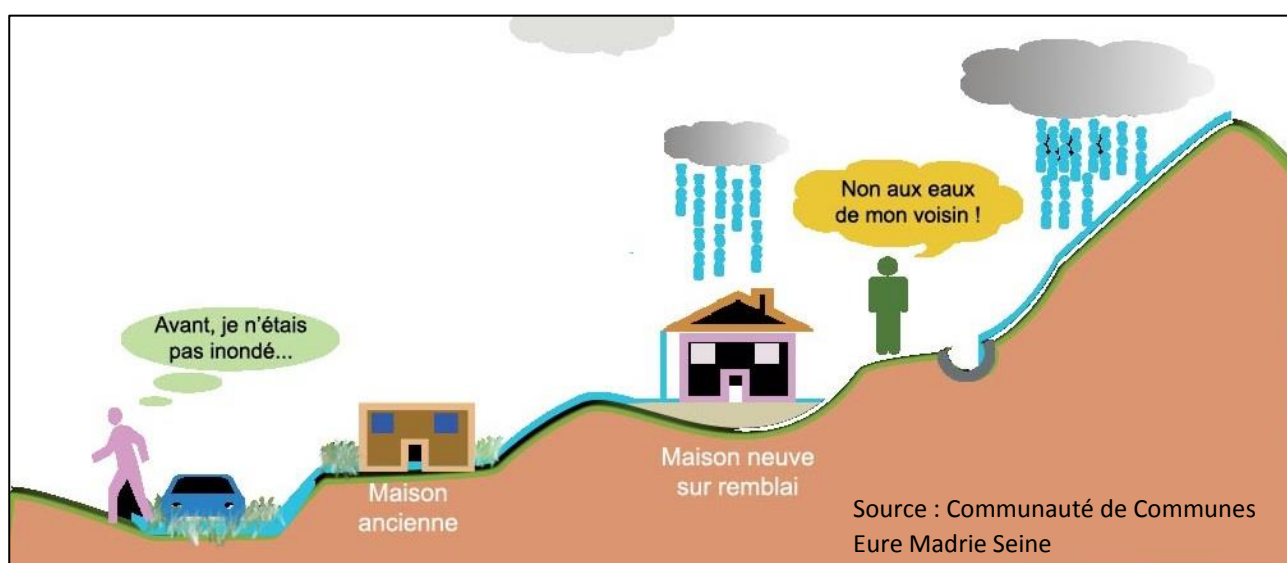 Non aux eaux
de mon voisin !
Avant, je n'étais
pas inondé...
Maison neuve
sur remblai
Maison
ancienne
Source : Communauté de Communes
Eure Madrie Seine